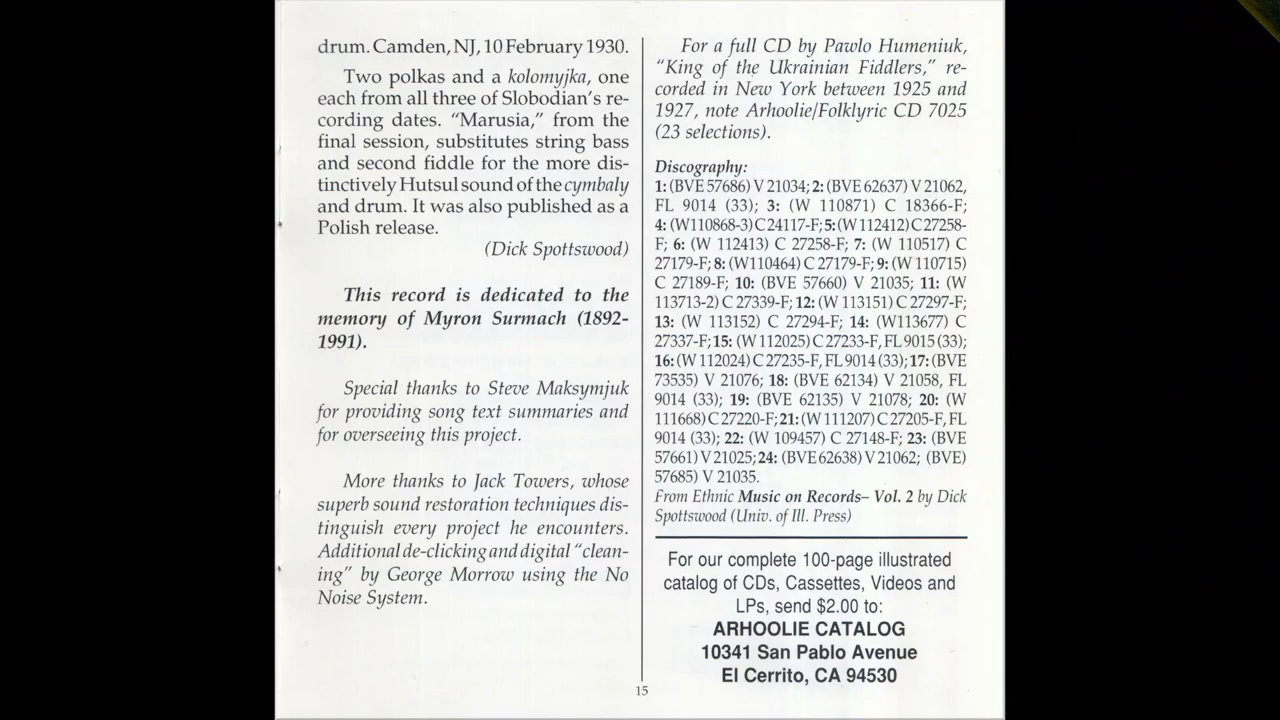 drum. Camden, NJ, 10 February 1930.
Two polkas and a kolomyjka, one
each from all three of Slobodian's re-
cording dates. "Marusia," from the
final session, substitutes string bass
and second fiddle for the more dis-
tinctively Hutsul sound of the cymbaly
and drum. It was also published as a
Polish release.
(Dick Spottswood)
This record is dedicated to the
memory of Myron Surmach (1892-
1991).
Special thanks to Steve Maksymjuk
for providing song text summaries and
for overseeing this project.
More thanks to Jack Towers, whose
superb sound restoration techniques dis-
tinguish every project he encounters.
Additional de-clicking and digital "clean-
ing" by George Morrow using the No
Noise System.
For a full CD by Pawlo Humeniuk,
"King of the Ukrainian Fiddlers," re-
corded in New York between 1925 and
1927, note Arhoolie/Folklyric CD 7025
(23 selections).
Discography:
1: (BVE 57686) V 21034; 2: (BVE 62637) V 21062,
FL 9014 (33); 3: (W 110871) C 18366-F;
4: (W110868-3) C 24117-F; 5: (W 112412) C 27258-
F; 6: (W 112413) C 27258-F; 7: (W 110517) C
27179-F; 8: (W110464) C 27179-F; 9: (W 110715)
C 27189-F; 10: (BVE 57660) V 21035; 11: (W
113713-2) C 27339-F; 12: (W 113151) C 27297-F;
13: (W 113152) C 27294-F; 14: (W113677) C
27337-F; 15: (W 112025) C 27233-F, FL 9015 (33);
16: (W 112024) C 27235-F, FL 9014 (33); 17: (BVE
73535) V 21076; 18: (BVE 62134) V 21058, FL
9014 (33); 19: (BVE 62135) V 21078; 20: (W
111668) C 27220-F; 21: (W 111207) C 27205-F, FL
9014 (33); 22: (W 109457) C 27148-F; 23: (BVE
57661) V 21025; 24: (BVE 62638) V 21062; (BVE)
57685) V 21035.
From Ethnic Music on Records– Vol. 2 by Dick
Spottswood (Univ. of Ill. Press)
For our complete 100-page illustrated
catalog of CDs, Cassettes, Videos and
LPs, send $2.00 to:
ARHOOLIE CATALOG
10341 San Pablo Avenue
El Cerrito, CA 94530
15